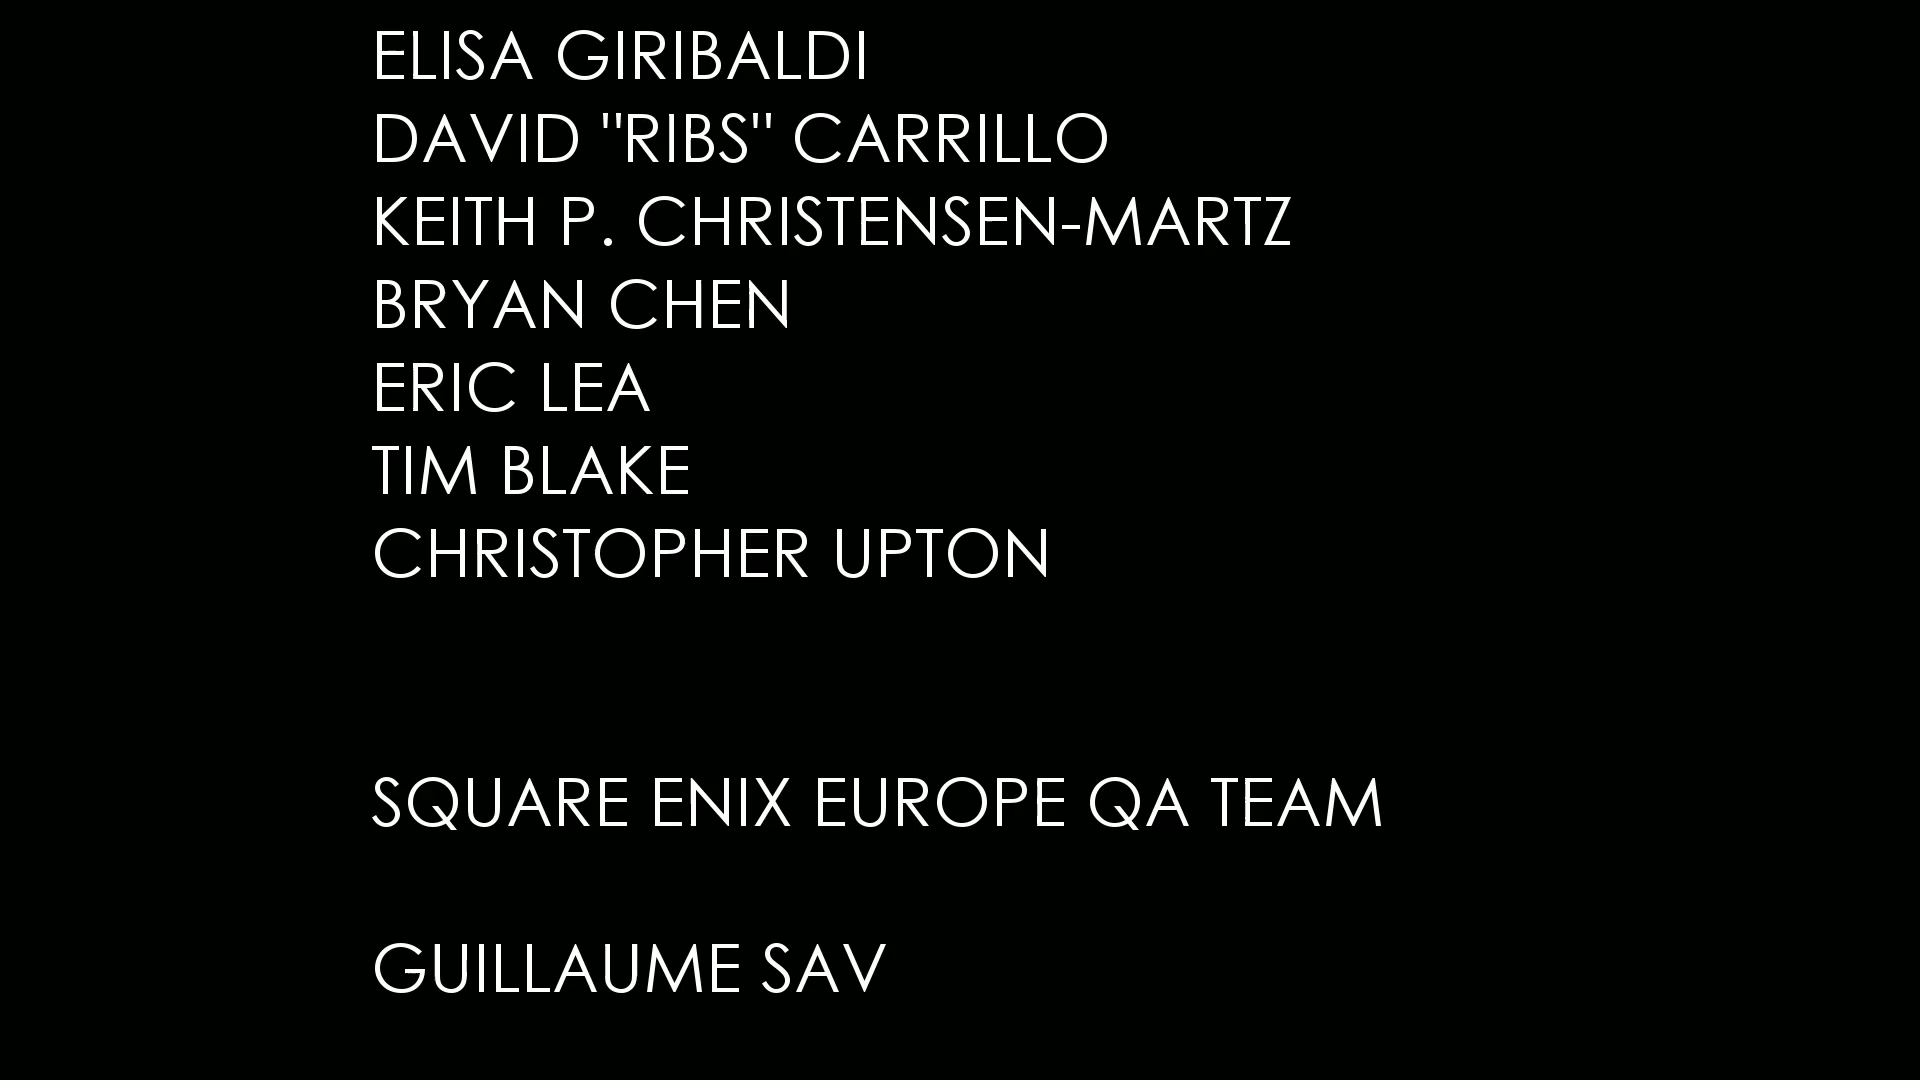 ELISA GIRIBALDI
DAVID "RIBS" CARRILLO
KEITH P. CHRISTENSEN-MARTZ
BRYAN CHEN
ERIC LEA
TIM BLAKE
CHRISTOPHER UPTON
SQUARE ENIX EUROPE QA TEAM
GUILLAUME SAV